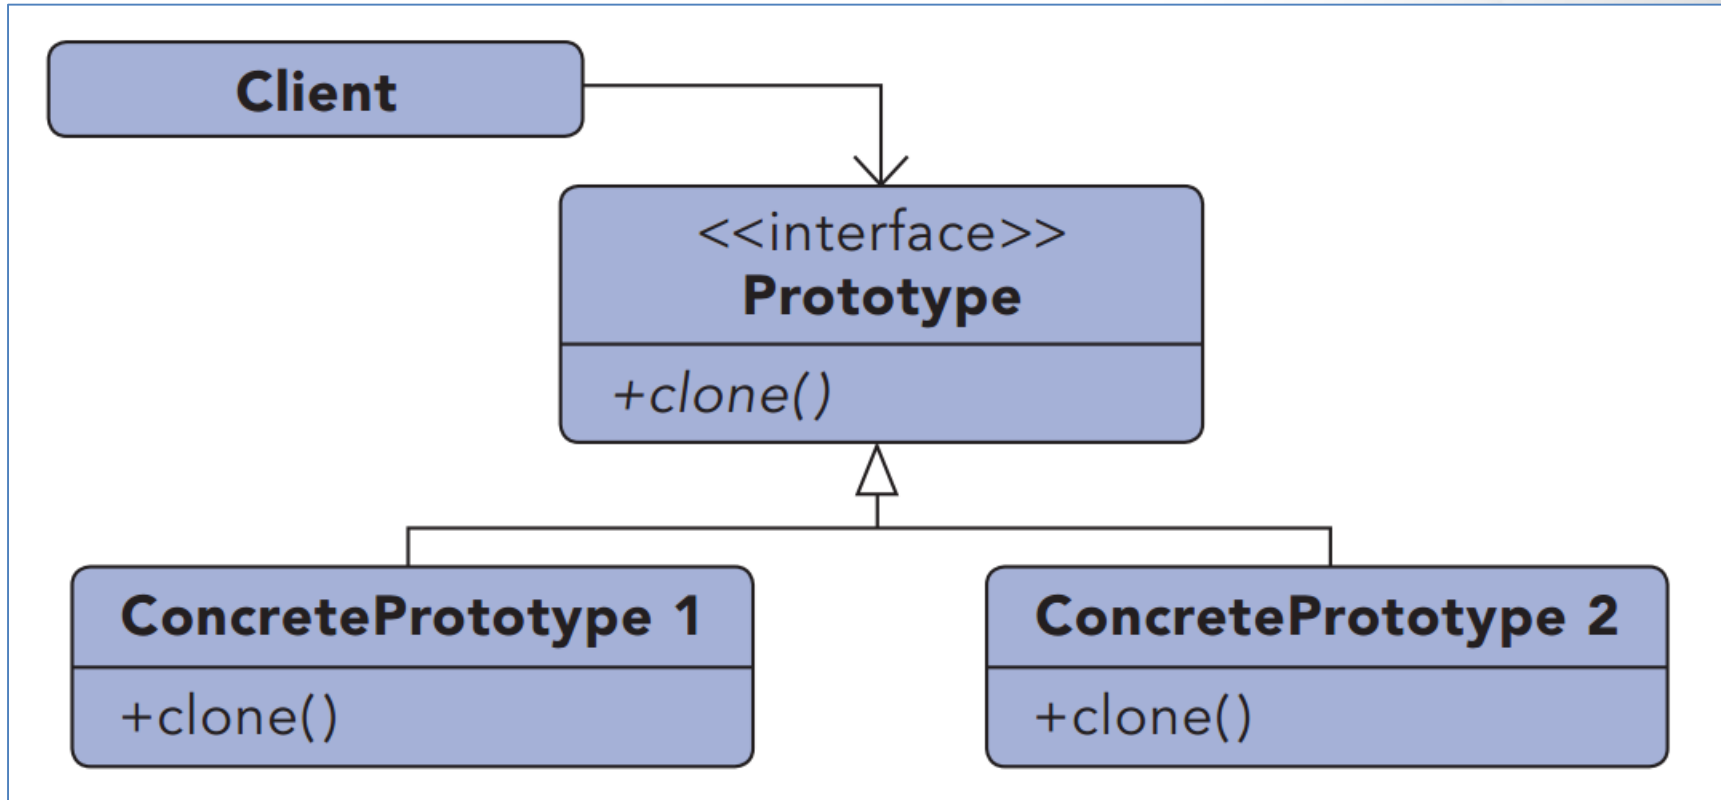 Client
<<interface>>
Prototype
+clone()
ConcretePrototype 1
+clone()
ConcretePrototype 2
+clone()